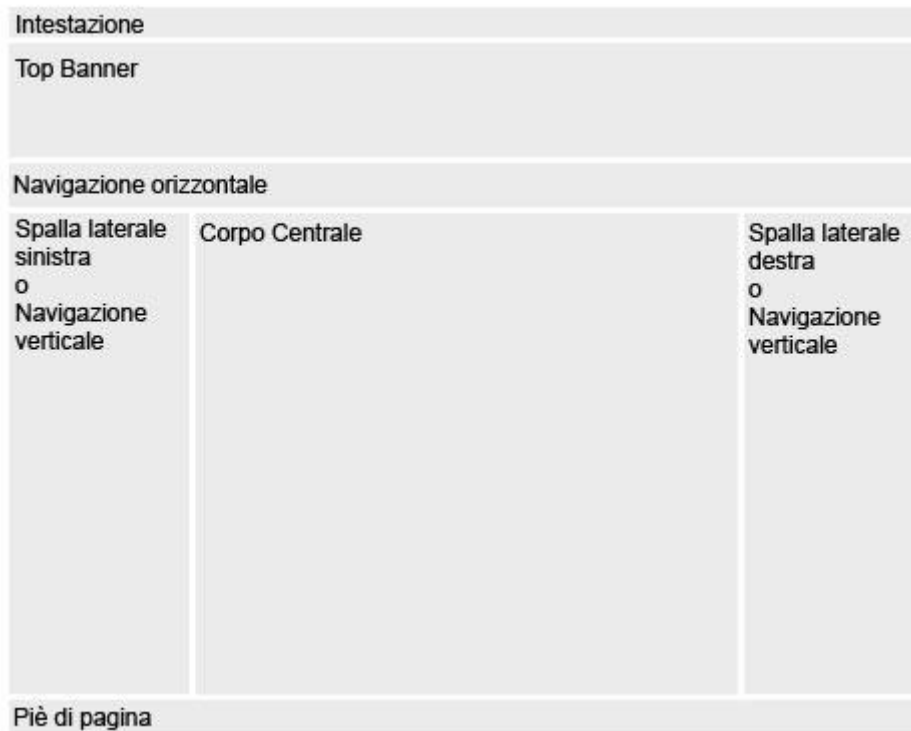 Intestazione
Top Banner
Navigazione orizzontale
Spalla laterale
sinistra
o
Navigazione
verticale
Corpo Centrale
Spalla laterale
destra
o
Navigazione
verticale
Piè di pagina